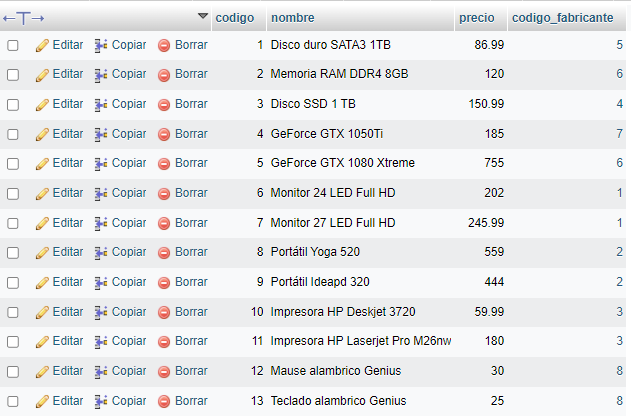 ←T→ codigo nombre precio codigo_fabricante
Editar Copiar Borrar 1 Disco duro SATA3 1TB 86.99 5
Editar Copiar Borrar 2 Memoria RAM DDR4 8GB 120 6
Editar Copiar Borrar 3 Disco SSD 1 TB 150.99 4
Editar Copiar Borrar 4 GeForce GTX 1050Ti 185 7
Editar Copiar Borrar 5 GeForce GTX 1080 Xtreme 755 6
Editar Copiar Borrar 6 Monitor 24 LED Full HD 202 1
Editar Copiar Borrar 7 Monitor 27 LED Full HD 245.99 1
Editar Copiar Borrar 8 Portátil Yoga 520 559 2
Editar Copiar Borrar 9 Portátil Ideapd 320 444 2
Editar Copiar Borrar 10 Impresora HP Deskjet 3720 59.99 3
Editar Copiar Borrar 11 Impresora HP Laserjet Pro M26nw 180 3
Editar Copiar Borrar 12 Mause alambrico Genius 30 8
Editar Copiar Borrar 13 Teclado alambrico Genius 25 8